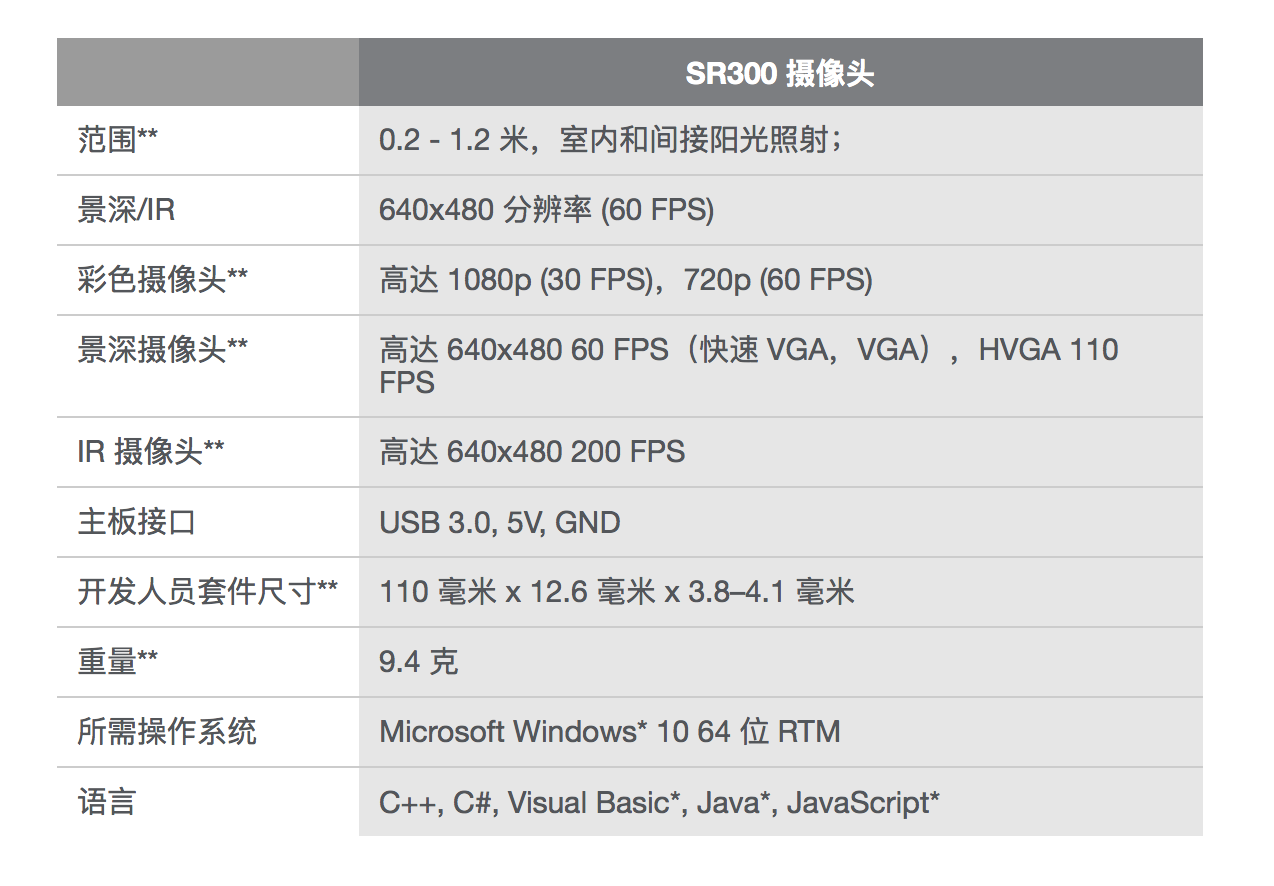 SR300 摄像头
范围** 0.2 - 1.2 米，室内和间接阳光照射；
景深/IR 640x480 分辨率 (60 FPS)
彩色摄像头** 高达 1080p (30 FPS)，720p (60 FPS)
景深摄像头** 高达 640x480 60 FPS（快速 VGA，VGA），HVGA 110
FPS
IR 摄像头** 高达 640x480 200 FPS
主板接口 USB 3.0, 5V, GND
开发人员套件尺寸** 110 毫米 x 12.6 毫米 x 3.8–4.1 毫米
重量** 9.4 克
所需操作系统 Microsoft Windows* 10 64 位 RTM
语言 C++, C#, Visual Basic*, Java*, JavaScript*